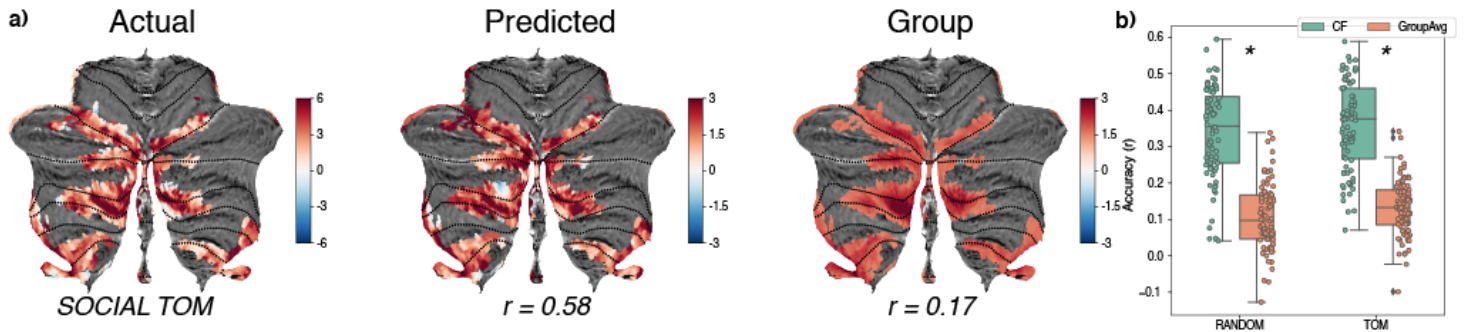 a)
Actual
Predicted
Group
b)
CF
GroupAvg
6
3
0
-3
-6
3
1.5
0
-1.5
-3
3
1.5
0
-1.5
-3
SOCIAL TOM
r = 0.58
r = 0.17
Accuracy (r)
0.6
0.5
0.4
0.3
0.2
0.1
0.0
−0.1
*
*
RANDOM
TOM